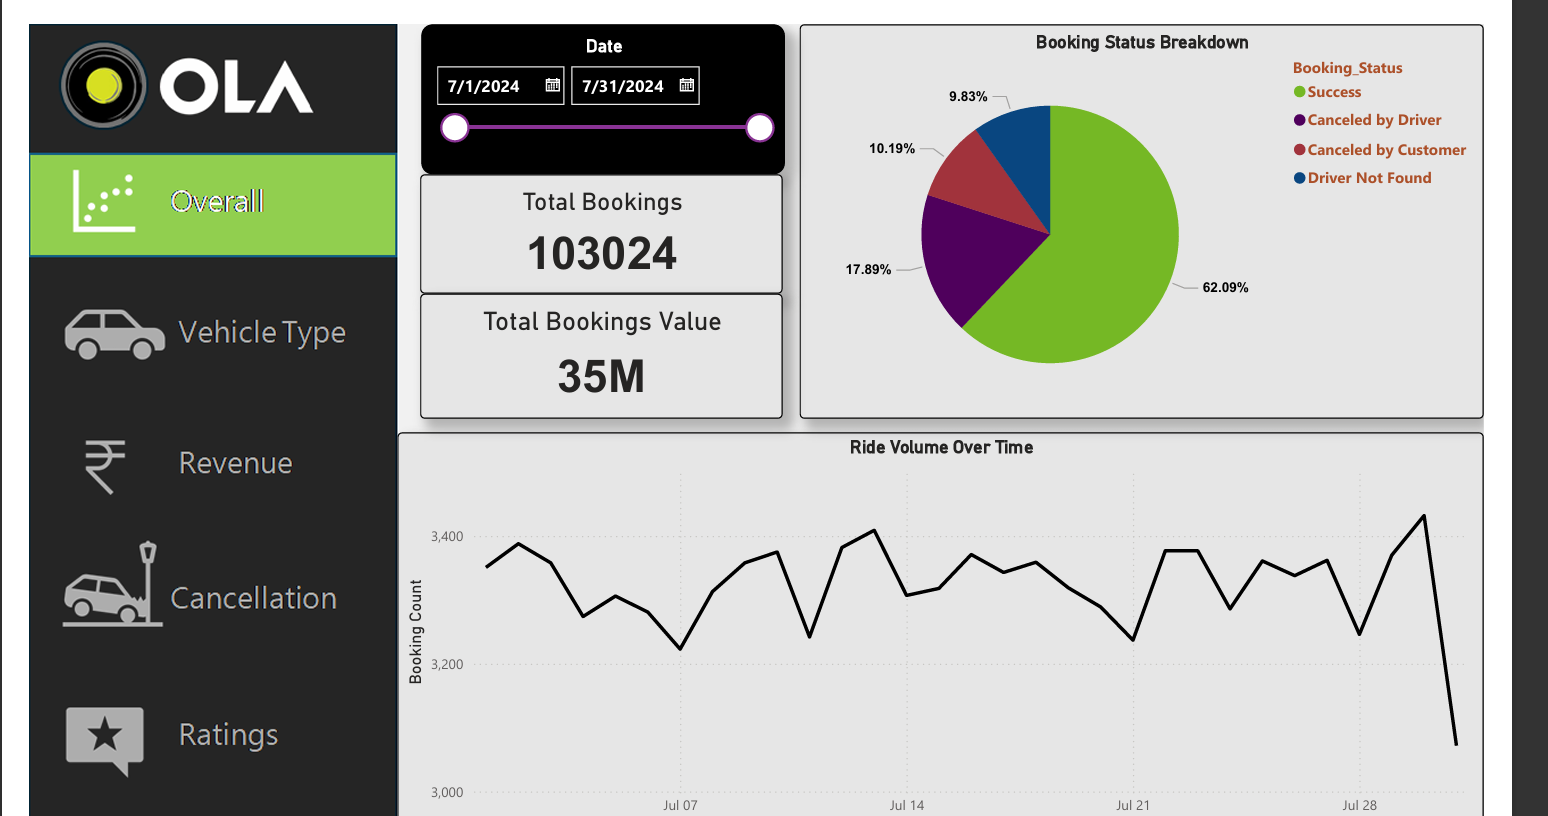 OLA
Overall
Vehicle Type
Revenue
Cancellation
Ratings
Date
7/1/2024 7/31/2024
Total Bookings
103024
Total Bookings Value
35M
Booking Status Breakdown
Booking_Status
Success
Canceled by Driver
Canceled by Customer
Driver Not Found
9.83%
10.19%
17.89%
62.09%
Ride Volume Over Time
Booking Count
3,400
3,200
3,000
Jul 07 Jul 14 Jul 21 Jul 28